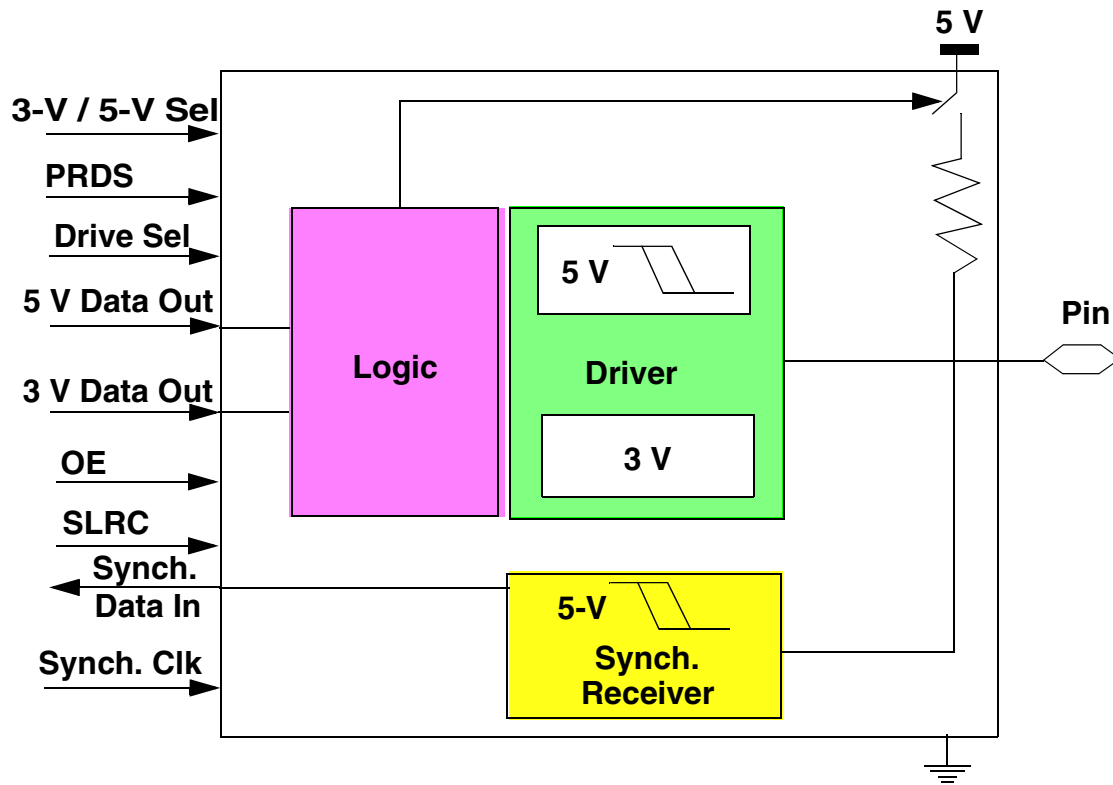 5 V
3-V / 5-V Sel
PRDS
Drive Sel
5 V Data Out
3 V Data Out
OE
SLRC
Synch.
Data In
Synch. Clk
Logic
5 V
Driver
3 V
5-V
Synch.
Receiver
Pin